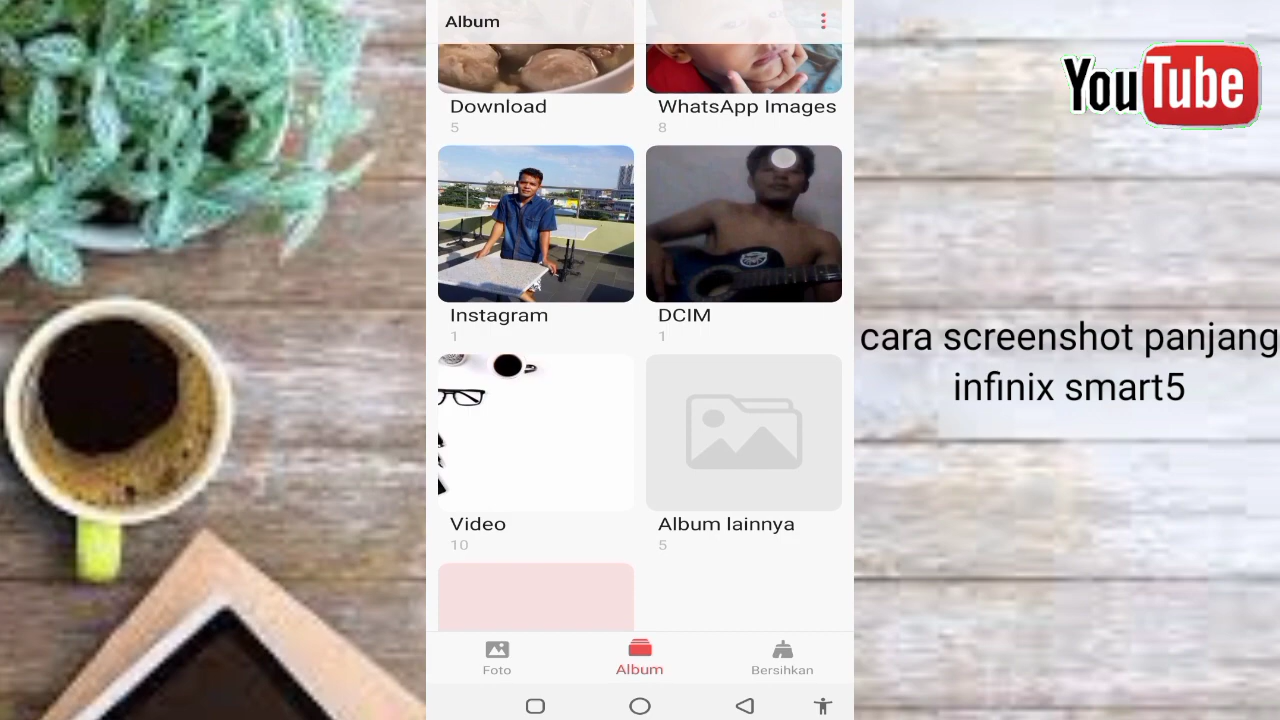 Album
Download
WhatsApp Images
5
8
Instagram
DCIM
1
1
Video
Album lainnya
10
5
Foto
Album
Bersihkan
YouTube
cara screenshot panjang
infinix smart5